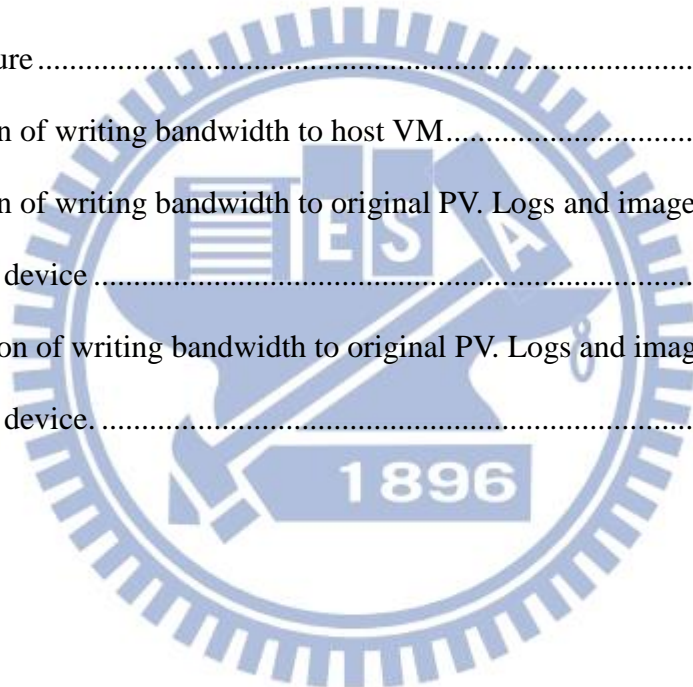 ure....................................................................................
n of writing bandwidth to host VM................................
n of writing bandwidth to original PV. Logs and image
device ............................................................................
on of writing bandwidth to original PV. Logs and imag
device. ...........................................................................
E S A
1896